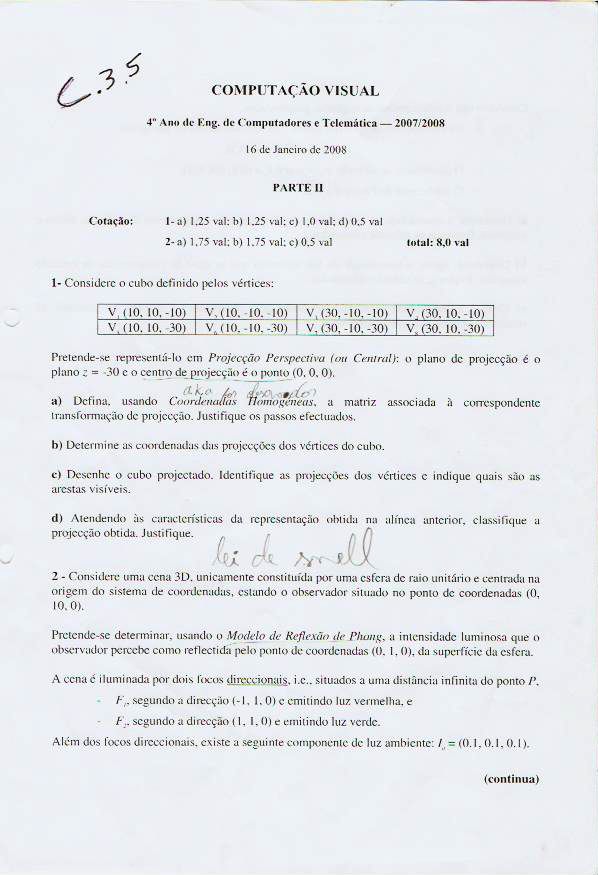 C.3.5
COMPUTAÇÃO VISUAL
4º Ano de Eng. de Computadores e Telemática — 2007/2008
16 de Janeiro de 2008
PARTE II
Cotação: 1- a) 1,25 val; b) 1,25 val; c) 1,0 val; d) 0,5 val
2- a) 1,75 val; b) 1,75 val; c) 0,5 val total: 8,0 val
1- Considere o cubo definido pelos vértices:
V (10, 10, -10) V (10, -10, -10) V (30, -10, -10) V (30, 10, -10)
V (10, 10, -30) V (10, -10, -30) V (30, -10, -30) V (30, 10, -30)
Pretende-se representá-lo em Projecção Perspectiva (ou Central): o plano de projecção é o
plano z = -30 e o centro de projecção é o ponto (0, 0, 0).
a) Defina, usando Coordenadas Homogéneas, a matriz associada à correspondente
transformação de projecção. Justifique os passos efectuados.
b) Determine as coordenadas das projecções dos vértices do cubo.
c) Desenhe o cubo projectado. Identifique as projecções dos vértices e indique quais são as
arestas visíveis.
d) Atendendo às características da representação obtida na alínea anterior, classifique a
projecção obtida. Justifique.
lei de snell
2 - Considere uma cena 3D, unicamente constituída por uma esfera de raio unitário e centrada na
origem do sistema de coordenadas, estando o observador situado no ponto de coordenadas (0,
10, 0).
Pretende-se determinar, usando o Modelo de Reflexão de Phong, a intensidade luminosa que o
observador percebe como reflectida pelo ponto de coordenadas (0, 1, 0), da superfície da esfera.
A cena é iluminada por dois focos direccionais, i.e., situados a uma distância infinita do ponto P,
- F₁, segundo a direcção (-1, 1, 0) e emitindo luz vermelha, e
- F₂, segundo a direcção (1, 1, 0) e emitindo luz verde.
Além dos focos direccionais, existe a seguinte componente de luz ambiente: Iₐ = (0.1, 0.1, 0.1).
(continua)